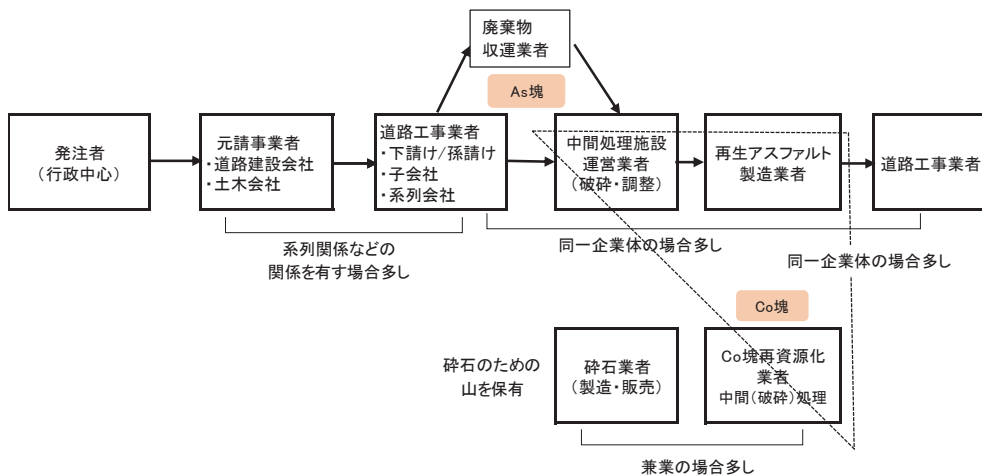 廃棄物
収運業者
As塊
発注者
（行政中心）
元請事業者
・道路建設会社
・土木会社
道路工事業者
・下請け/孫請け
・子会社
・系列会社
中間処理施設
運営業者
（破砕・調整）
再生アスファルト
製造業者
道路工事業者
系列関係などの
関係を有す場合多し
同一企業体の場合多し
同一企業体の場合多し
Co塊
砕石のための
山を保有
砕石業者
（製造・販売）
Co塊再資源化
業者
中間（破砕）処理
兼業の場合多し